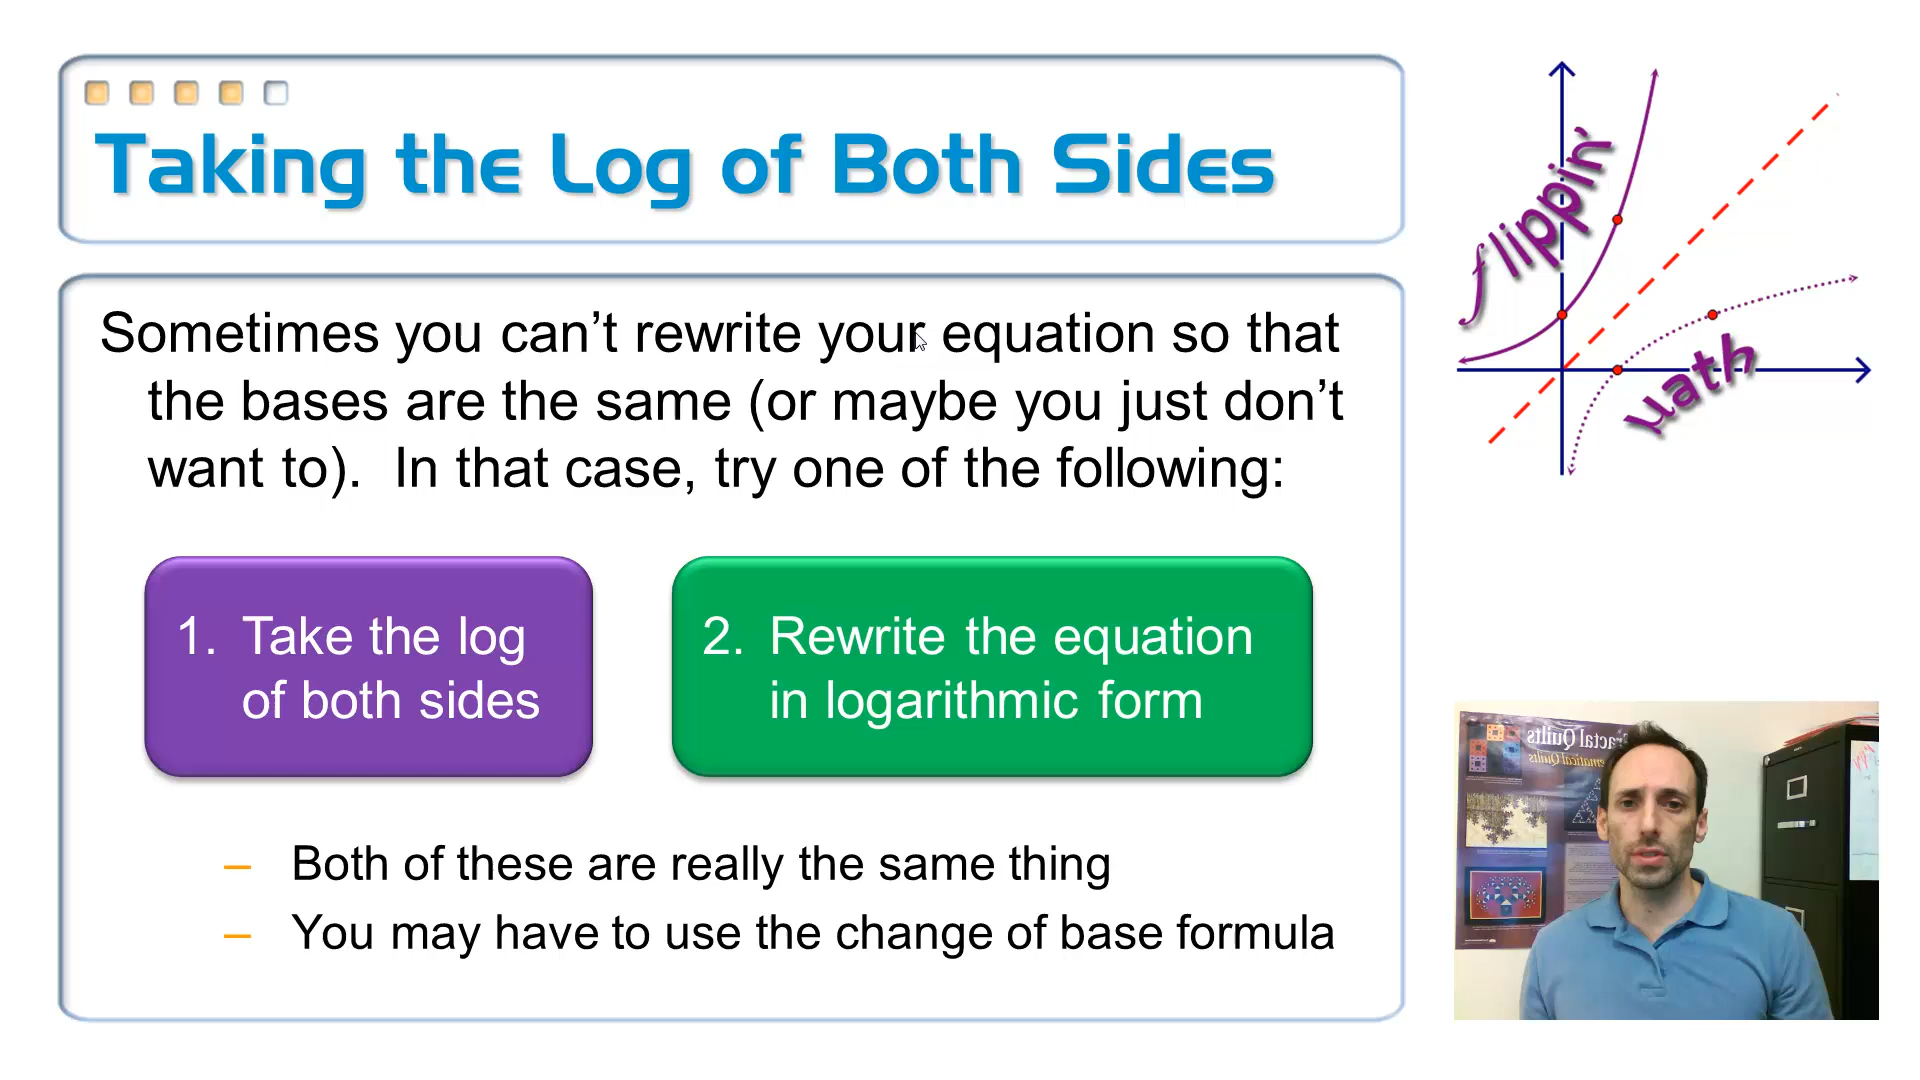 Taking the Log of Both Sides
flippin'
math
Sometimes you can’t rewrite your equation so that
the bases are the same (or maybe you just don’t
want to).  In that case, try one of the following:
1. Take the log
of both sides
2. Rewrite the equation
in logarithmic form
– Both of these are really the same thing
– You may have to use the change of base formula
Fractal Quilts